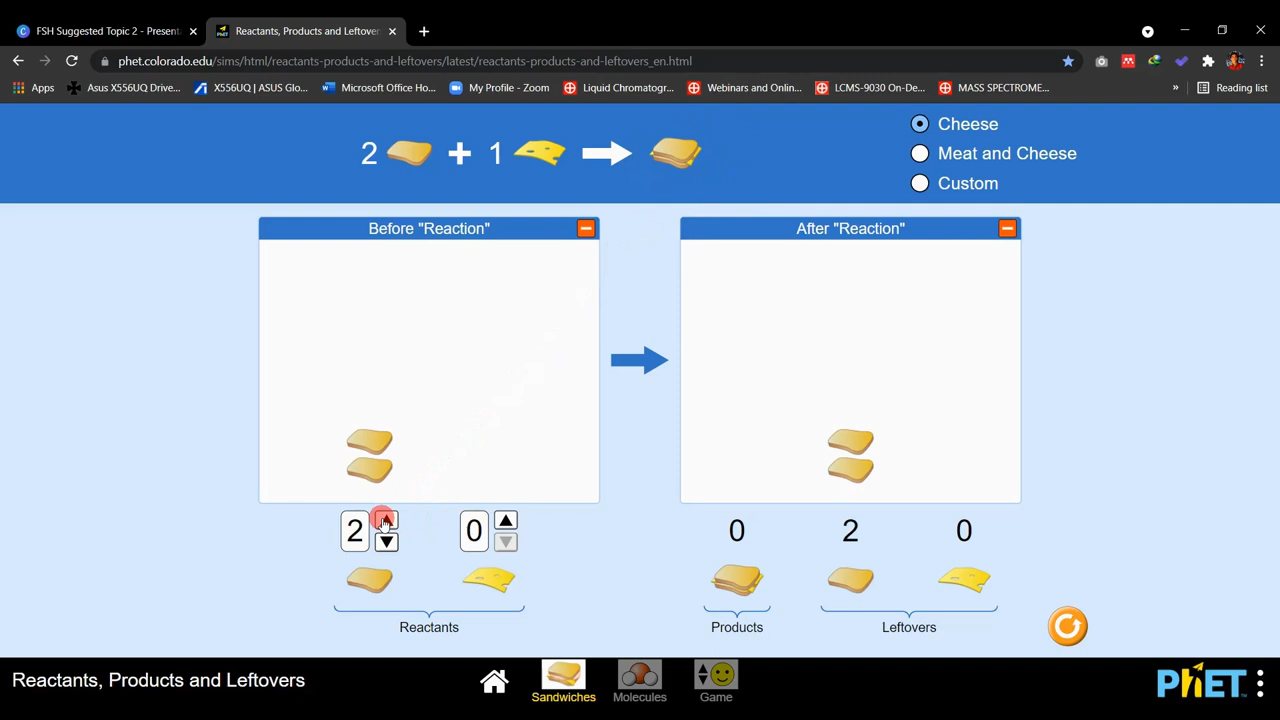 FSH Suggested Topic 2 - Present
Reactants, Products and Leftover
phet.colorado.edu/sims/html/reactants-products-and-leftovers/latest/reactants-products-and-leftovers_en.html
Apps
Asus X556UQ Drive...
X556UQ | ASUS Glo...
Microsoft Office Ho...
My Profile - Zoom
Liquid Chromatogr...
Webinars and Onlin...
LCMS-9030 On-De...
MASS SPECTROME...
»
Reading list
2 + 1
Cheese
Meat and Cheese
Custom
Before "Reaction"
After "Reaction"
2 0
0 2 0
Reactants
Products
Leftovers
Reactants, Products and Leftovers
Sandwiches
Molecules
Game
PhET